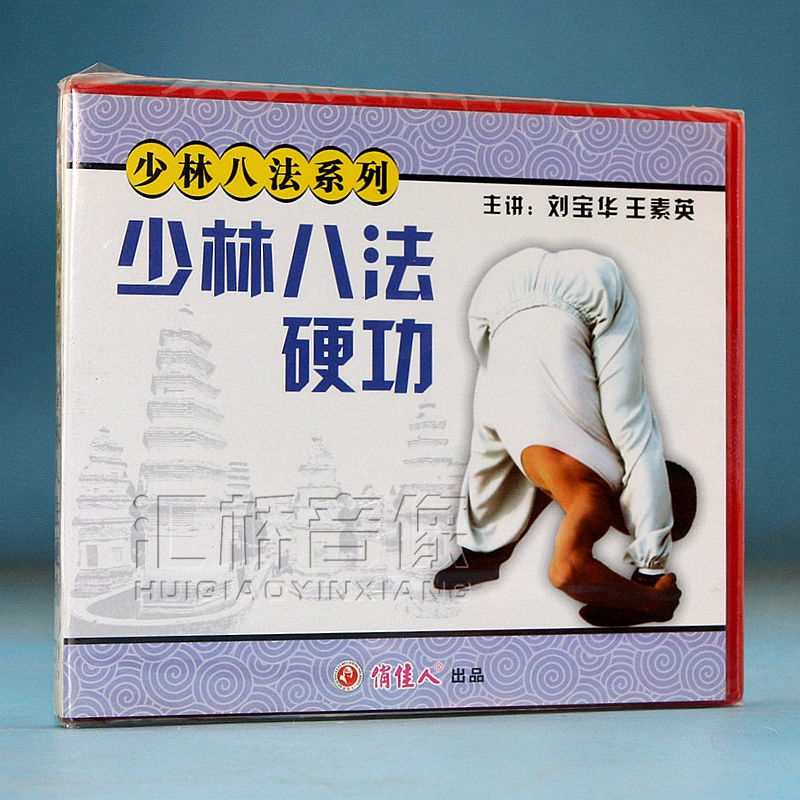 少林八法系列
主讲：刘宝华 王素英
少林八法
硬功
汇桥音像
HUIQIAOYINXIANG
俏佳人® 出品